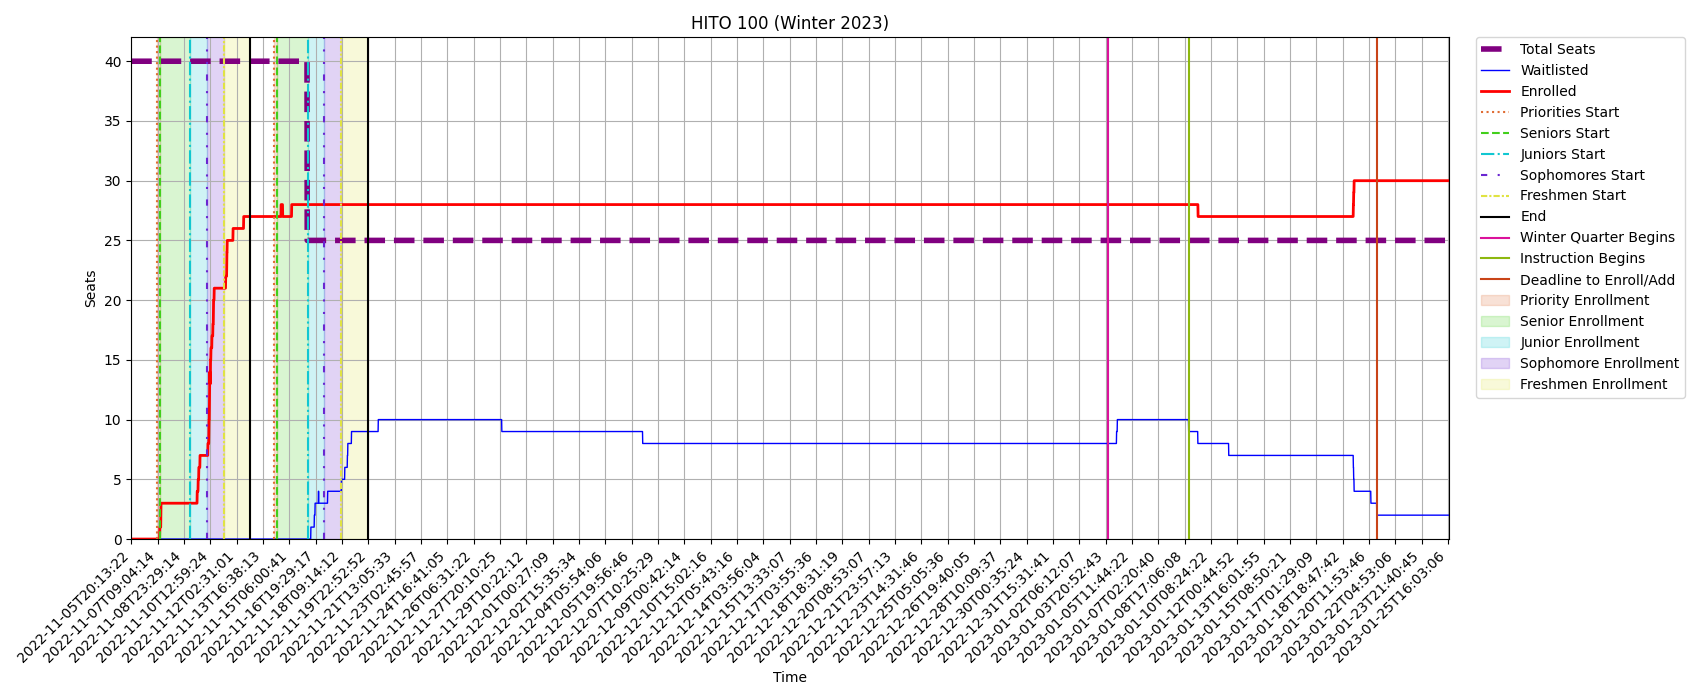 HITO 100 (Winter 2023)
40
35
30
25
20
15
10
5
0
Seats
2022-11-05T20:13:22
2022-11-07T09:04:14
2022-11-08T23:29:14
2022-11-10T12:59:24
2022-11-12T02:31:01
2022-11-13T16:38:13
2022-11-15T06:00:41
2022-11-16T19:29:17
2022-11-18T09:14:12
2022-11-19T22:52:52
2022-11-21T13:05:33
2022-11-23T02:45:57
2022-11-24T16:41:05
2022-11-26T06:31:22
2022-11-27T20:10:25
2022-11-29T10:22:12
2022-12-01T00:27:09
2022-12-02T15:35:34
2022-12-04T05:54:06
2022-12-05T19:56:46
2022-12-07T10:25:29
2022-12-09T00:42:14
2022-12-10T15:02:16
2022-12-12T05:43:16
2022-12-14T03:56:04
2022-12-15T13:33:07
2022-12-17T03:55:36
2022-12-18T18:31:19
2022-12-20T08:53:07
2022-12-21T23:57:13
2022-12-24T14:31:46
2022-12-25T05:05:36
2022-12-26T19:40:05
2022-12-28T10:09:37
2022-12-30T00:35:24
2022-12-31T15:31:41
2023-01-02T06:12:07
2023-01-03T20:52:43
2023-01-05T11:44:22
2023-01-07T02:20:40
2023-01-08T17:06:08
2023-01-10T08:24:22
2023-01-12T00:44:52
2023-01-13T16:01:55
2023-01-15T08:50:21
2023-01-17T01:29:09
2023-01-18T18:47:42
2023-01-20T11:53:46
2023-01-22T04:53:06
2023-01-23T21:40:45
2023-01-25T16:03:06
Time
Total Seats
Waitlisted
Enrolled
Priorities Start
Seniors Start
Juniors Start
Sophomores Start
Freshmen Start
End
Winter Quarter Begins
Instruction Begins
Deadline to Enroll/Add
Priority Enrollment
Senior Enrollment
Junior Enrollment
Sophomore Enrollment
Freshmen Enrollment